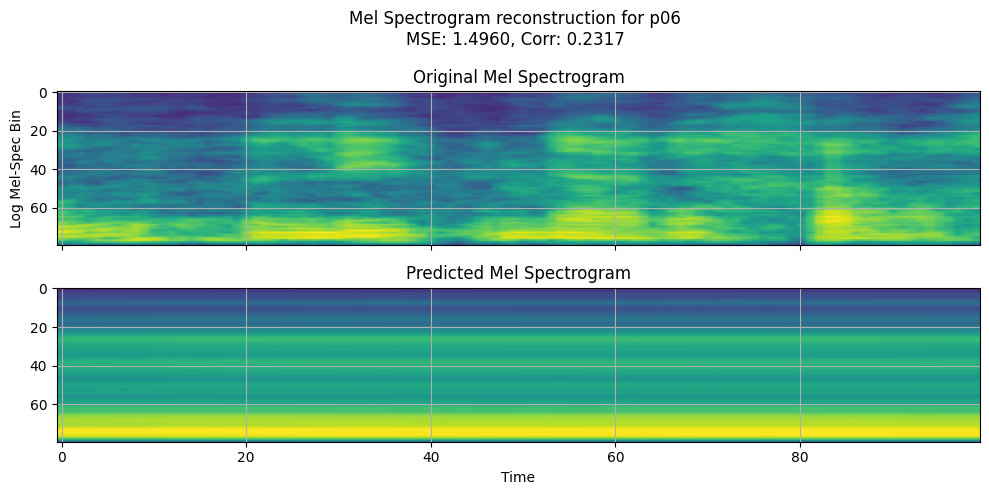 Mel Spectrogram reconstruction for p06
MSE: 1.4960, Corr: 0.2317
Original Mel Spectrogram
Log Mel-Spec Bin
0
20
40
60
Predicted Mel Spectrogram
0
20
40
60
0 20 40 60 80
Time